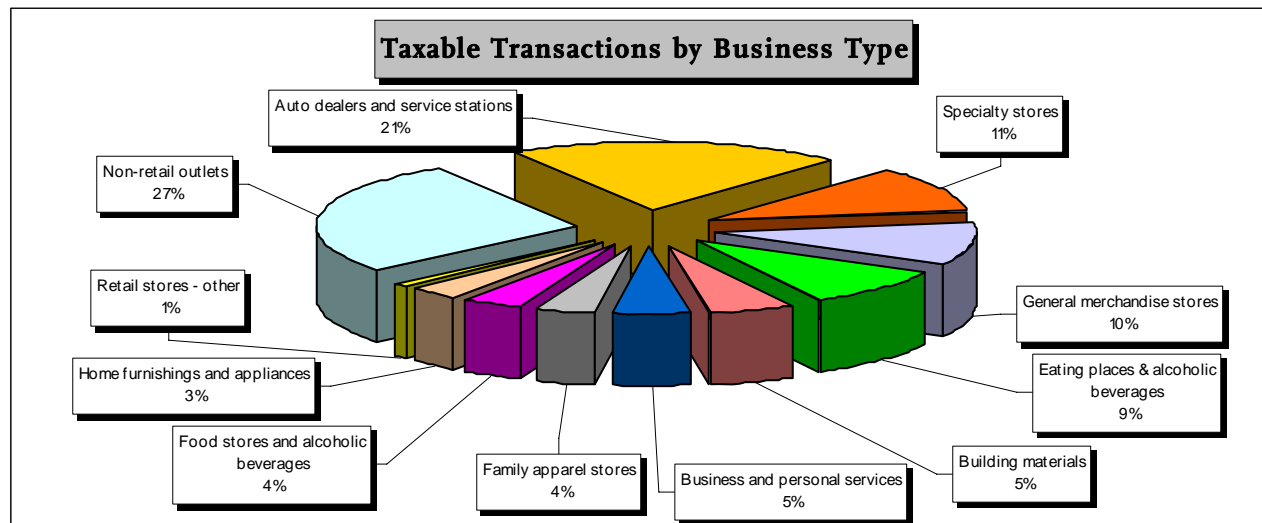 Taxable Transactions by Business Type
Auto dealers and service stations
21%
Specialty stores
11%
Non-retail outlets
27%
Retail stores - other
1%
General merchandise stores
10%
Home furnishings and appliances
3%
Eating places & alcoholic
beverages
9%
Food stores and alcoholic
beverages
4%
Family apparel stores
4%
Business and personal services
5%
Building materials
5%